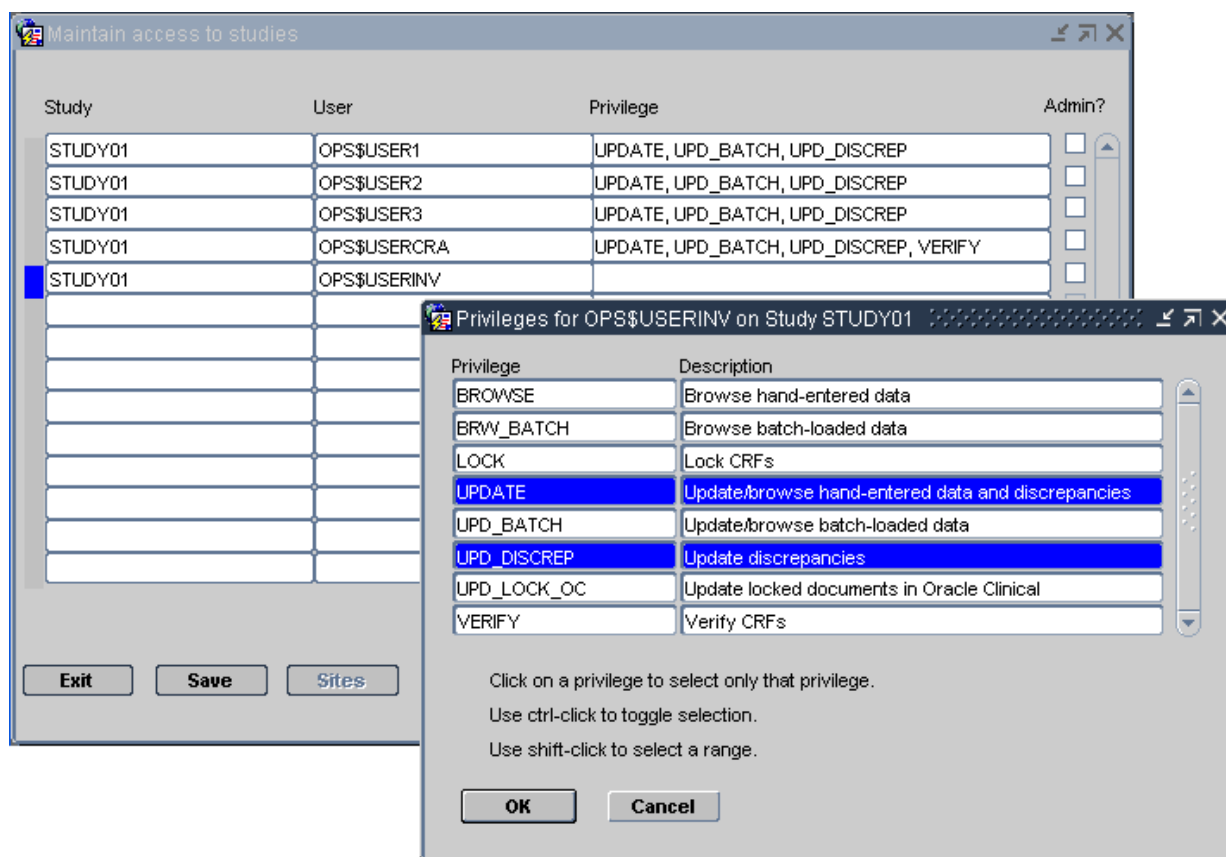 Maintain access to studies
Study User Privilege Admin?
STUDY01 OPS$USER1 UPDATE, UPD_BATCH, UPD_DISCREP
STUDY01 OPS$USER2 UPDATE, UPD_BATCH, UPD_DISCREP
STUDY01 OPS$USER3 UPDATE, UPD_BATCH, UPD_DISCREP
STUDY01 OPS$USERCRA UPDATE, UPD_BATCH, UPD_DISCREP, VERIFY
STUDY01 OPS$USERINV
Exit Save Sites
Privileges for OPS$USERINV on Study STUDY01
Privilege Description
BROWSE Browse hand-entered data
BRW_BATCH Browse batch-loaded data
LOCK Lock CRFs
UPDATE Update/browse hand-entered data and discrepancies
UPD_BATCH Update/browse batch-loaded data
UPD_DISCREP Update discrepancies
UPD_LOCK_OC Update locked documents in Oracle Clinical
VERIFY Verify CRFs
Click on a privilege to select only that privilege.
Use ctrl-click to toggle selection.
Use shift-click to select a range.
OK Cancel